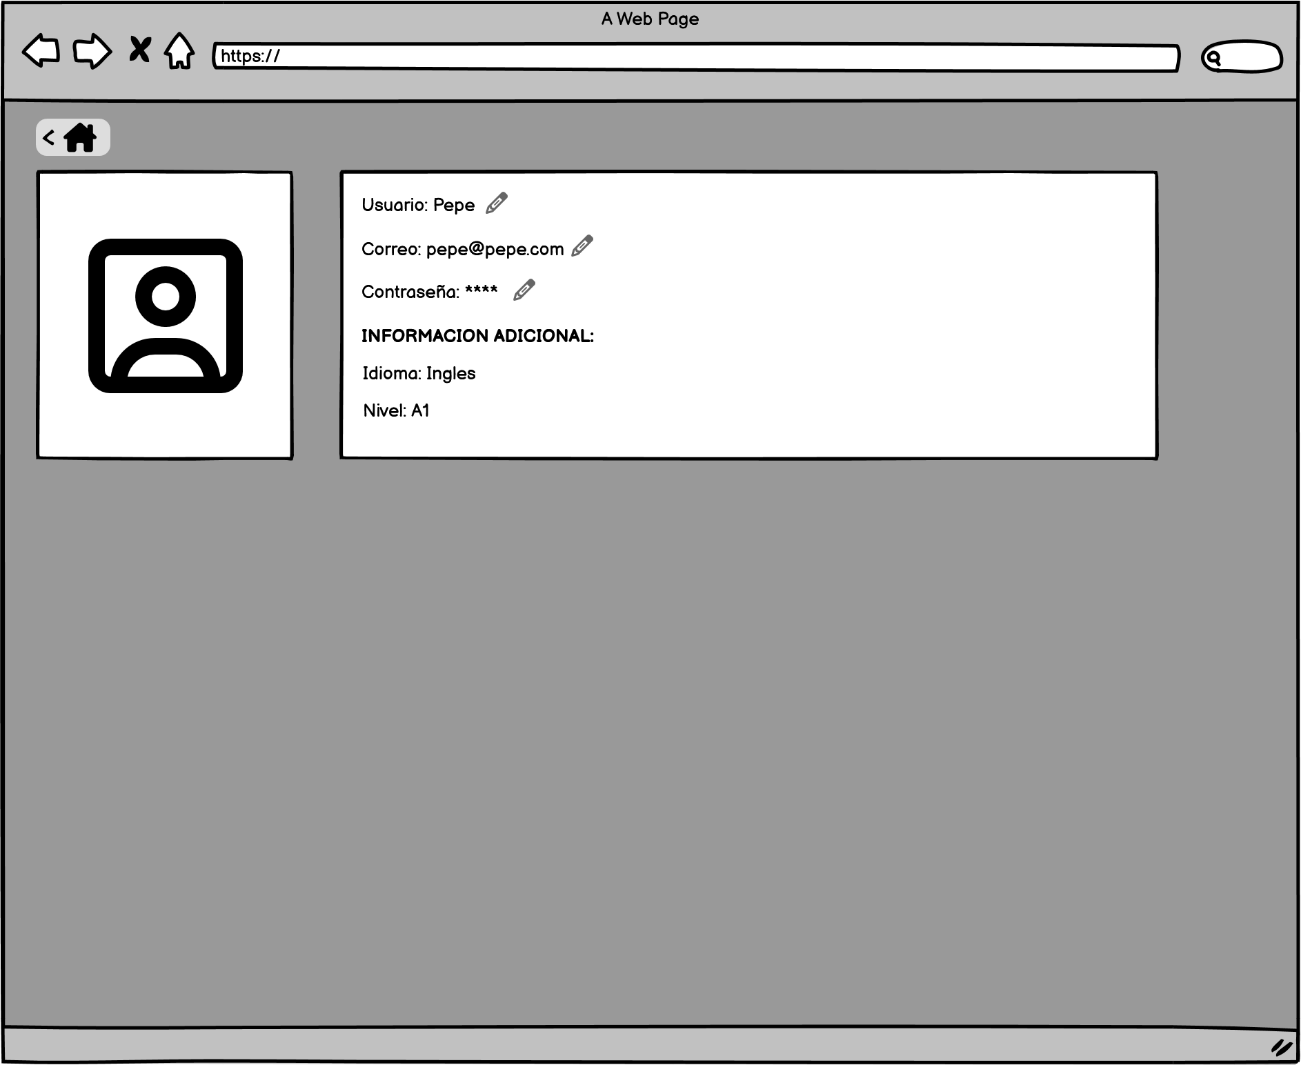 A Web Page
https://
<
Usuario: Pepe
Correo: pepe@pepe.com
Contraseña: ****
INFORMACION ADICIONAL:
Idioma: Ingles
Nivel: A1